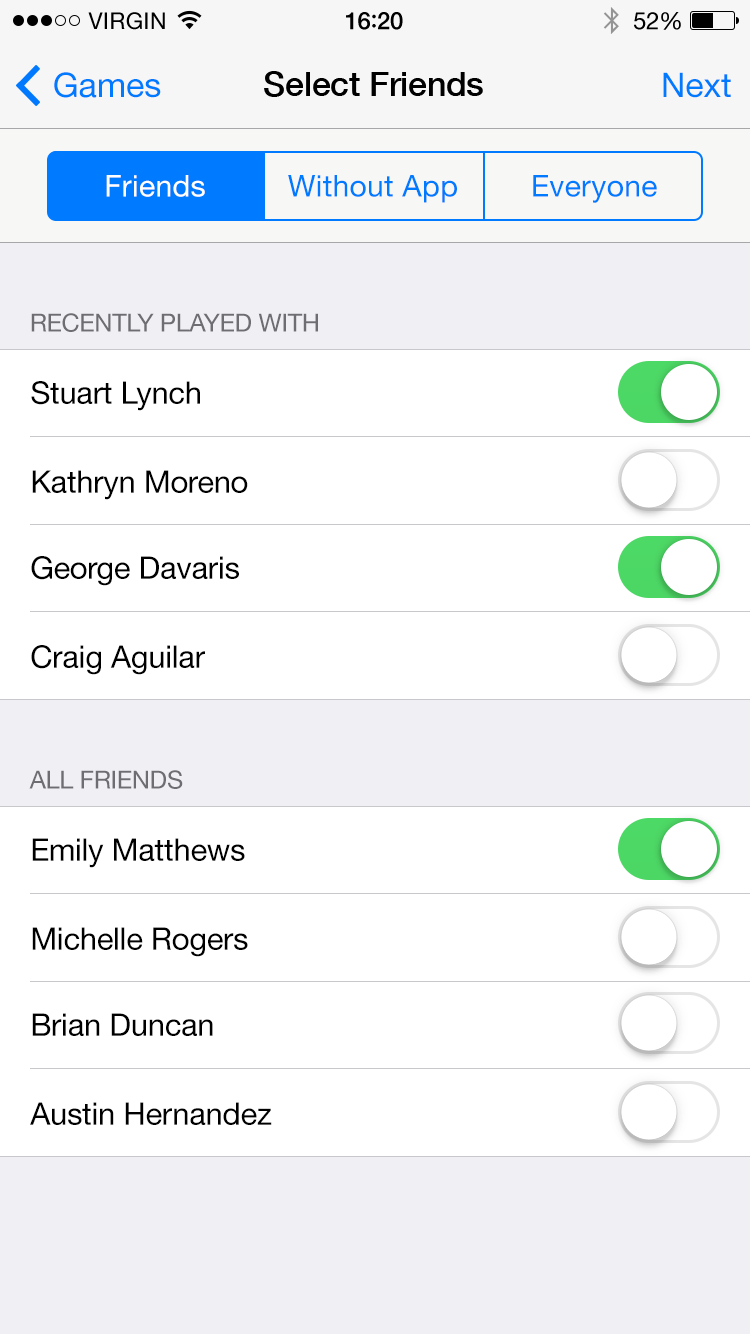 VIRGIN 16:20 52%
Games Select Friends Next
Friends Without App Everyone
RECENTLY PLAYED WITH
Stuart Lynch
Kathryn Moreno
George Davaris
Craig Aguilar
ALL FRIENDS
Emily Matthews
Michelle Rogers
Brian Duncan
Austin Hernandez